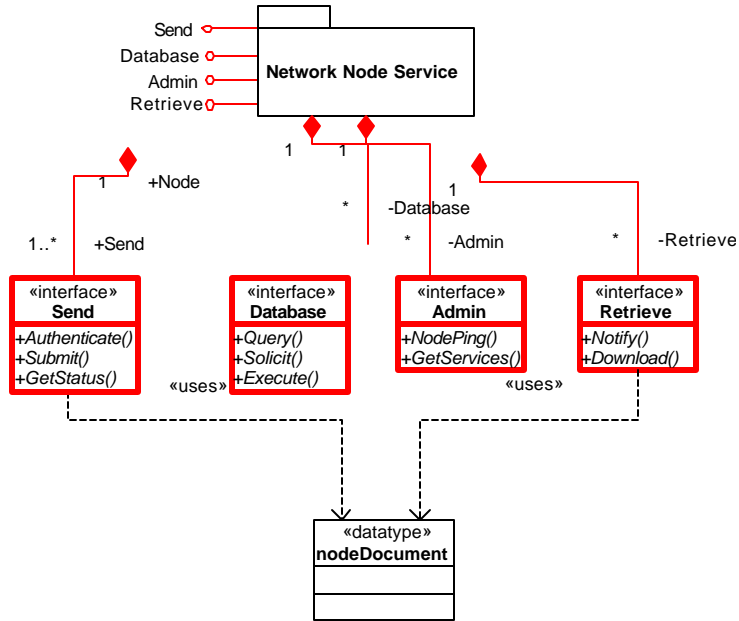 Send
Database
Admin
Retrieve
Network Node Service
1
1
1
+Node
1
*
-Database
1..*
+Send
*
-Admin
*
-Retrieve
«interface»
Send
+Authenticate()
+Submit()
+GetStatus()
«interface»
Database
+Query()
+Solicit()
+Execute()
«interface»
Admin
+NodePing()
+GetServices()
«interface»
Retrieve
+Notify()
+Download()
«uses»
«uses»
«datatype»
nodeDocument